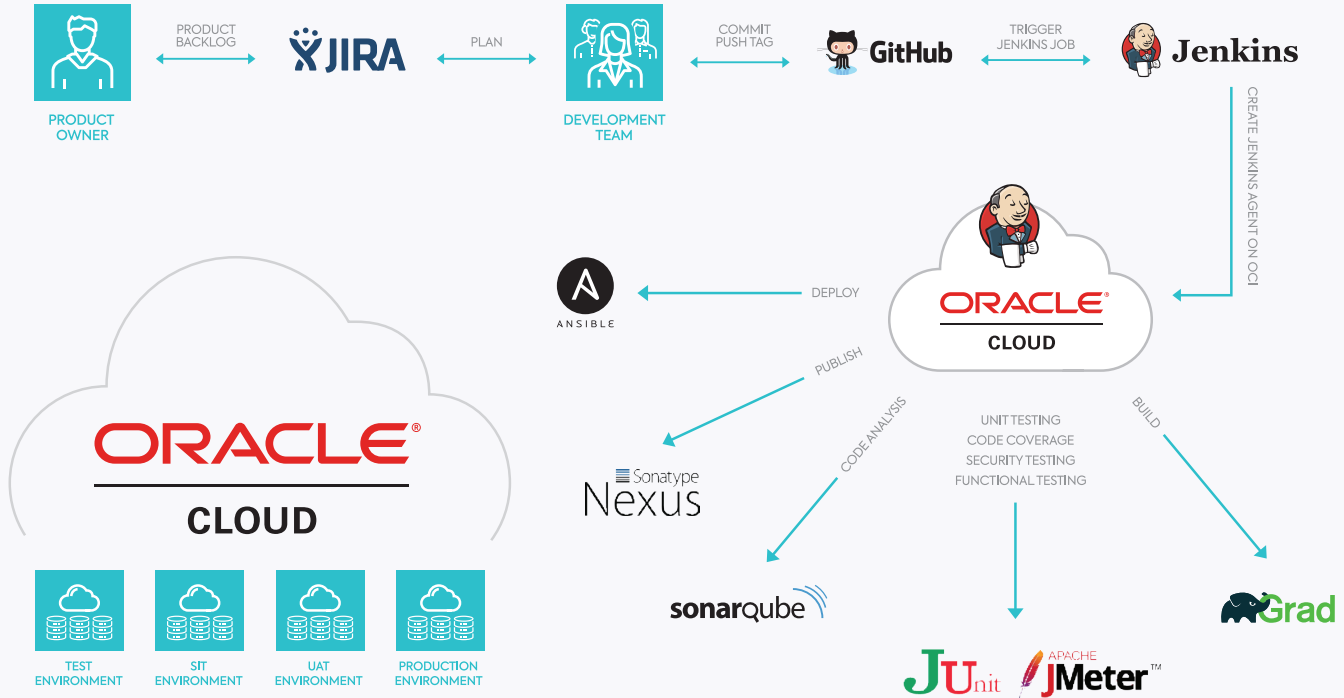 PRODUCT
BACKLOG
JIRA
PLAN
COMMIT
PUSH TAG
GitHub
TRIGGER
JENKINS JOB
Jenkins
PRODUCT
OWNER
DEVELOPMENT
TEAM
CREATE JENKINS AGENT ON OCI
ORACLE®
CLOUD
DEPLOY
ANSIBLE
PUBLISH
Sonatype
Nexus
CODE ANALYSIS
sonarqube
UNIT TESTING
CODE COVERAGE
SECURITY TESTING
FUNCTIONAL TESTING
JUnit
APACHE
JMeter™
BUILD
Grad
ORACLE®
CLOUD
TEST
ENVIRONMENT
SIT
ENVIRONMENT
UAT
ENVIRONMENT
PRODUCTION
ENVIRONMENT